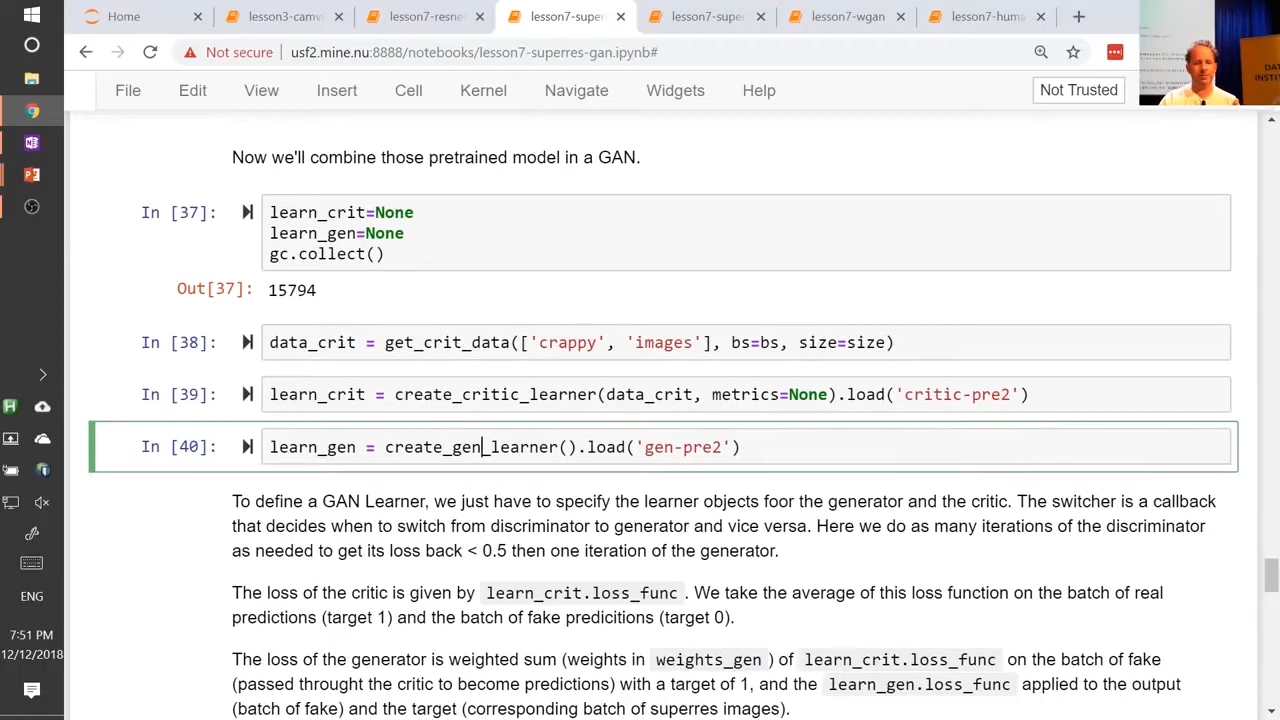 Home
lesson3-camvi
lesson7-resne
lesson7-super
lesson7-supe
lesson7-wgan
lesson7-huma
Not secure | usf2.mine.nu:8888/notebooks/lesson7-superres-gan.ipynb#
File Edit View Insert Cell Kernel Navigate Widgets Help
Not Trusted
DAT
INSTIT
Now we'll combine those pretrained model in a GAN.
In [37]:
learn_crit=None
learn_gen=None
gc.collect()
Out[37]: 15794
In [38]: data_crit = get_crit_data(['crappy', 'images'], bs=bs, size=size)
In [39]: learn_crit = create_critic_learner(data_crit, metrics=None).load('critic-pre2')
In [40]: learn_gen = create_gen_learner().load('gen-pre2')
To define a GAN Learner, we just have to specify the learner objects foor the generator and the critic. The switcher is a callback
that decides when to switch from discriminator to generator and vice versa. Here we do as many iterations of the discriminator
as needed to get its loss back < 0.5 then one iteration of the generator.
The loss of the critic is given by learn_crit.loss_func . We take the average of this loss function on the batch of real
predictions (target 1) and the batch of fake predicitions (target 0).
The loss of the generator is weighted sum (weights in weights_gen ) of learn_crit.loss_func on the batch of fake
(passed throught the critic to become predictions) with a target of 1, and the learn_gen.loss_func applied to the output
(batch of fake) and the target (corresponding batch of superres images).
ENG
7:51 PM
12/12/2018